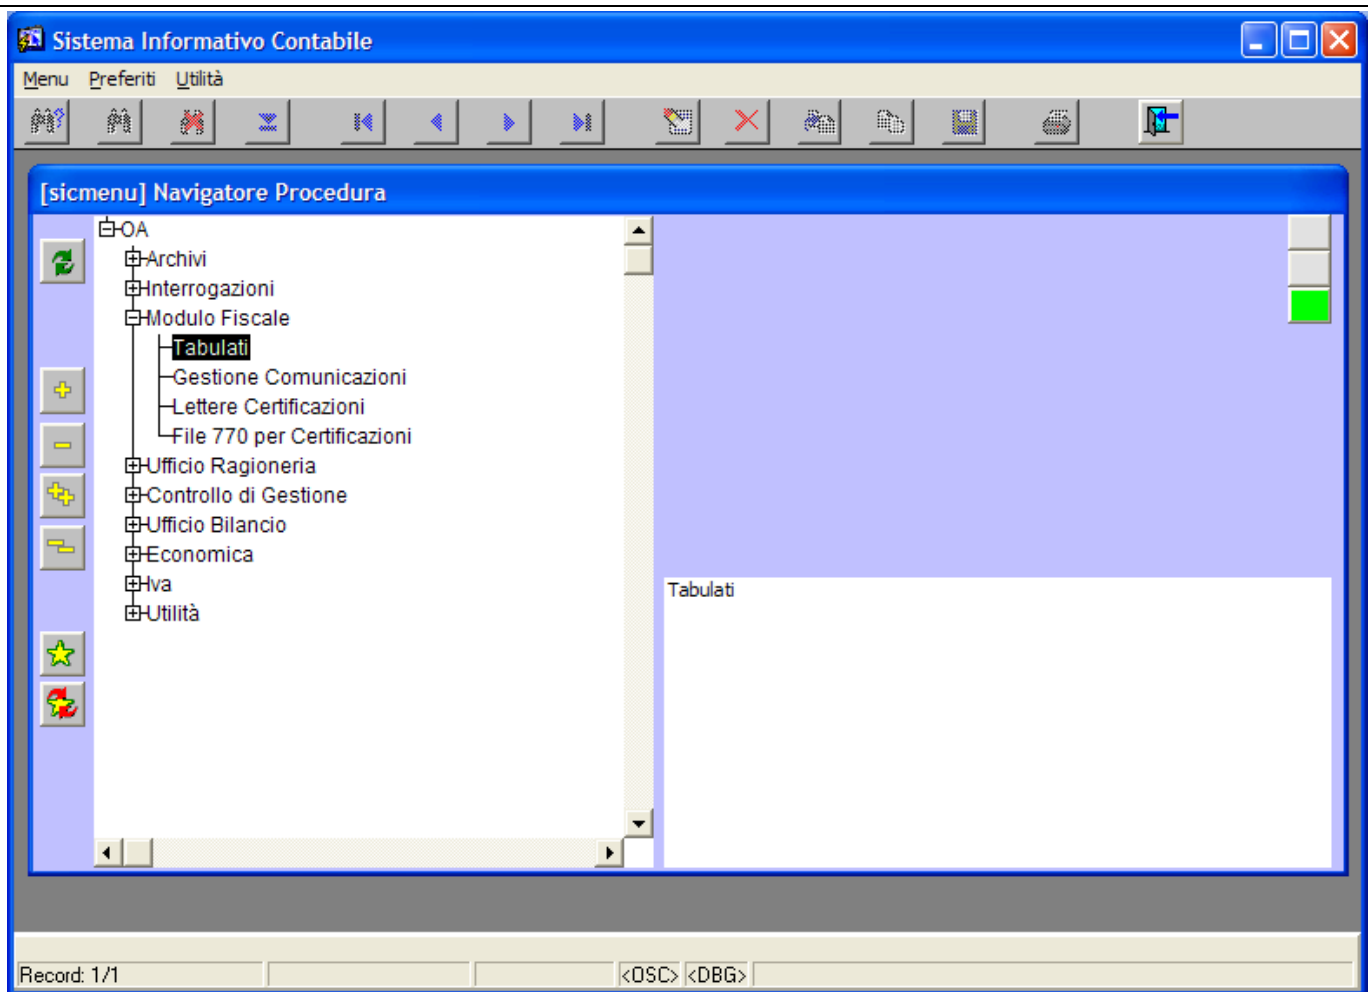 Sistema Informativo Contabile
Menu Preferiti Utilità
[sicmenu] Navigatore Procedura
OA
Archivi
Interrogazioni
Modulo Fiscale
Tabulati
Gestione Comunicazioni
Lettere Certificazioni
File 770 per Certificazioni
Ufficio Ragioneria
Controllo di Gestione
Ufficio Bilancio
Economica
Iva
Utilità
Tabulati
Record: 1/1 <OSC> <DBG>